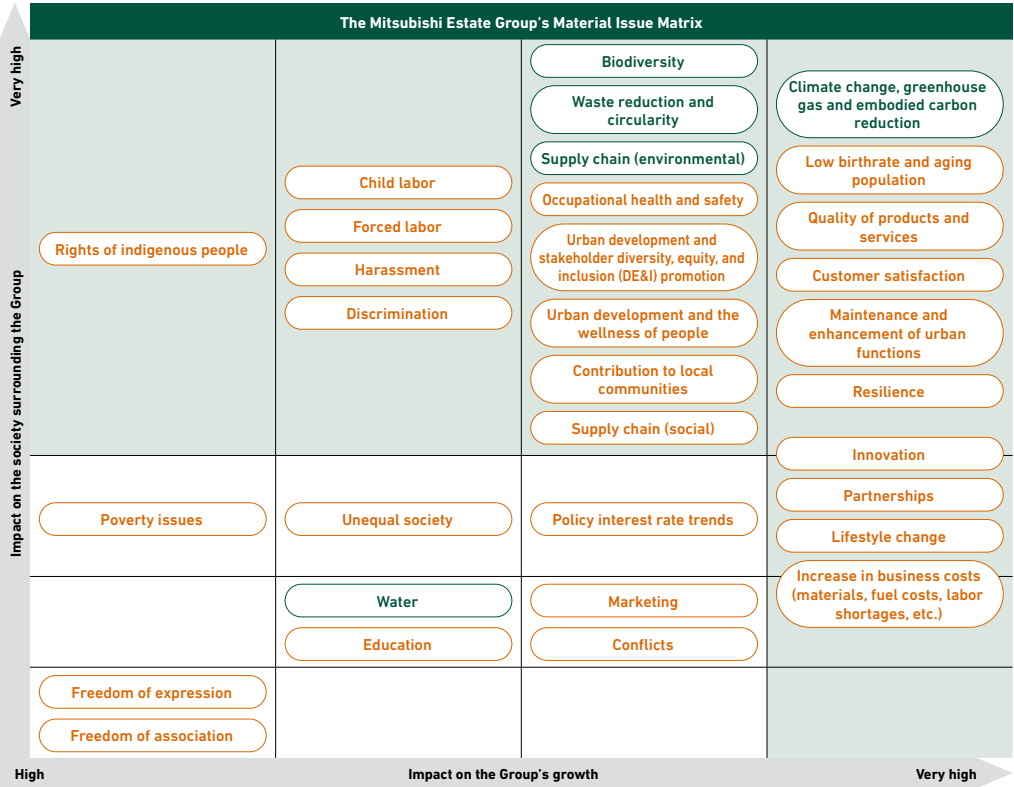 The Mitsubishi Estate Group's Material Issue Matrix
Very high
Impact on the society surrounding the Group
Rights of indigenous people
Child labor
Forced labor
Harassment
Discrimination
Biodiversity
Waste reduction and
circularity
Supply chain (environmental)
Occupational health and safety
Urban development and
stakeholder diversity, equity, and
inclusion (DE&I) promotion
Urban development and the
wellness of people
Contribution to local
communities
Supply chain (social)
Climate change, greenhouse
gas and embodied carbon
reduction
Low birthrate and aging
population
Quality of products and
services
Customer satisfaction
Maintenance and
enhancement of urban
functions
Resilience
Innovation
Partnerships
Lifestyle change
Increase in business costs
(materials, fuel costs, labor
shortages, etc.)
Poverty issues
Unequal society
Policy interest rate trends
Water
Education
Marketing
Conflicts
Freedom of expression
Freedom of association
High
Impact on the Group's growth
Very high